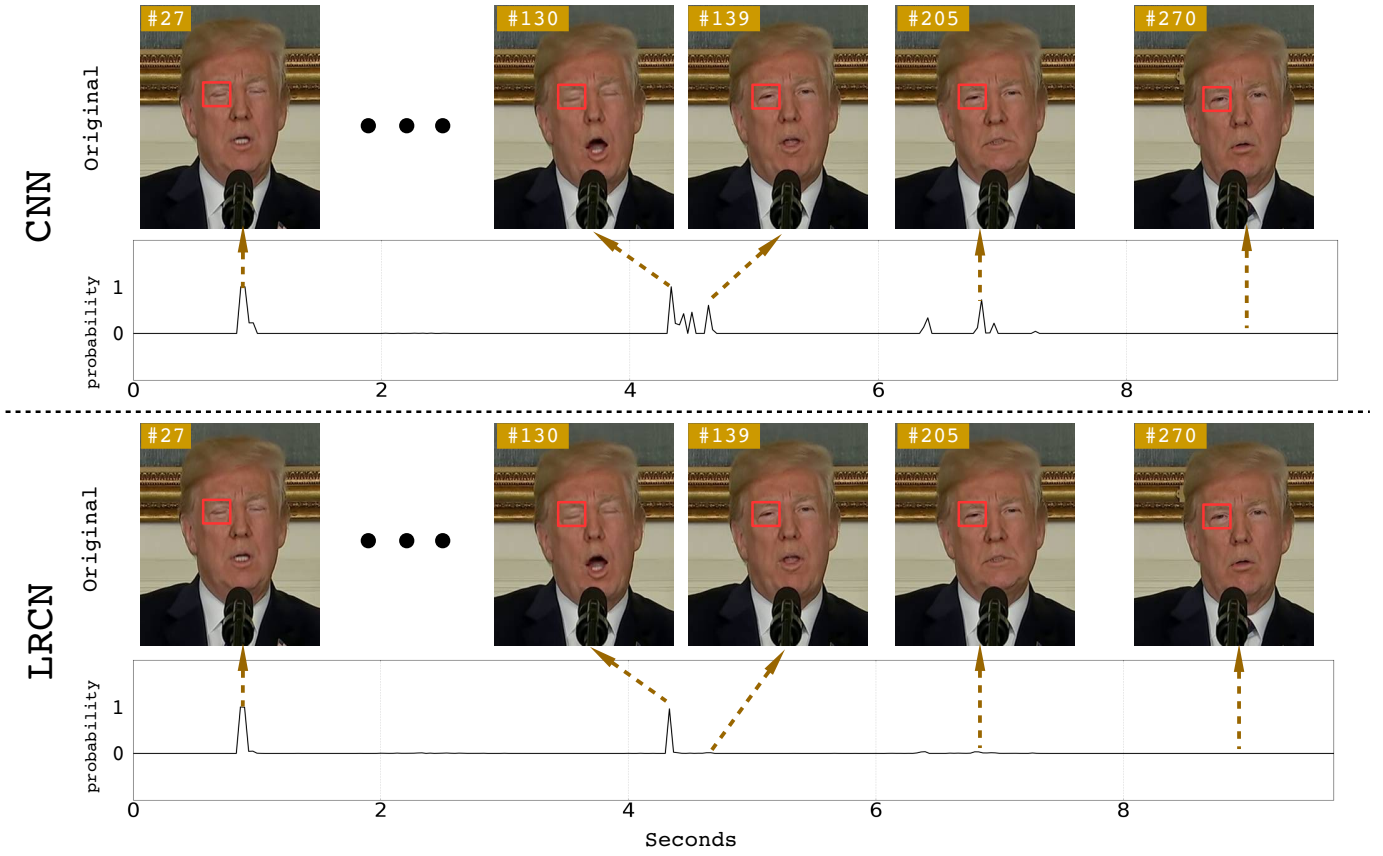 #27 #130 #139 #205 #270
Original
CNN
probability
1
0
0 2 4 6 8
#27 #130 #139 #205 #270
Original
LRCN
probability
1
0
0 2 4 6 8
Seconds